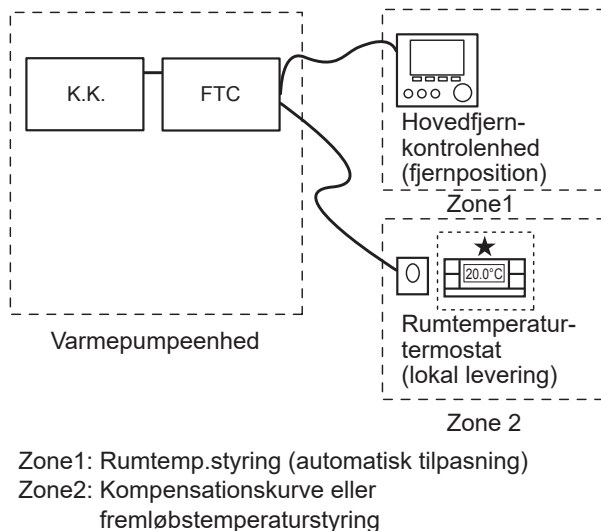 K.K.
FTC
Varmepumpeenhed
Hovedfjern-
kontrolenhed
(fjernposition)
Zone1
20.0°C
Rumtemperatur-
termostat
(lokal levering)
Zone 2
Zone1: Rumtemp.styring (automatisk tilpasning)
Zone2: Kompensationskurve eller
fremløbstemperaturstyring